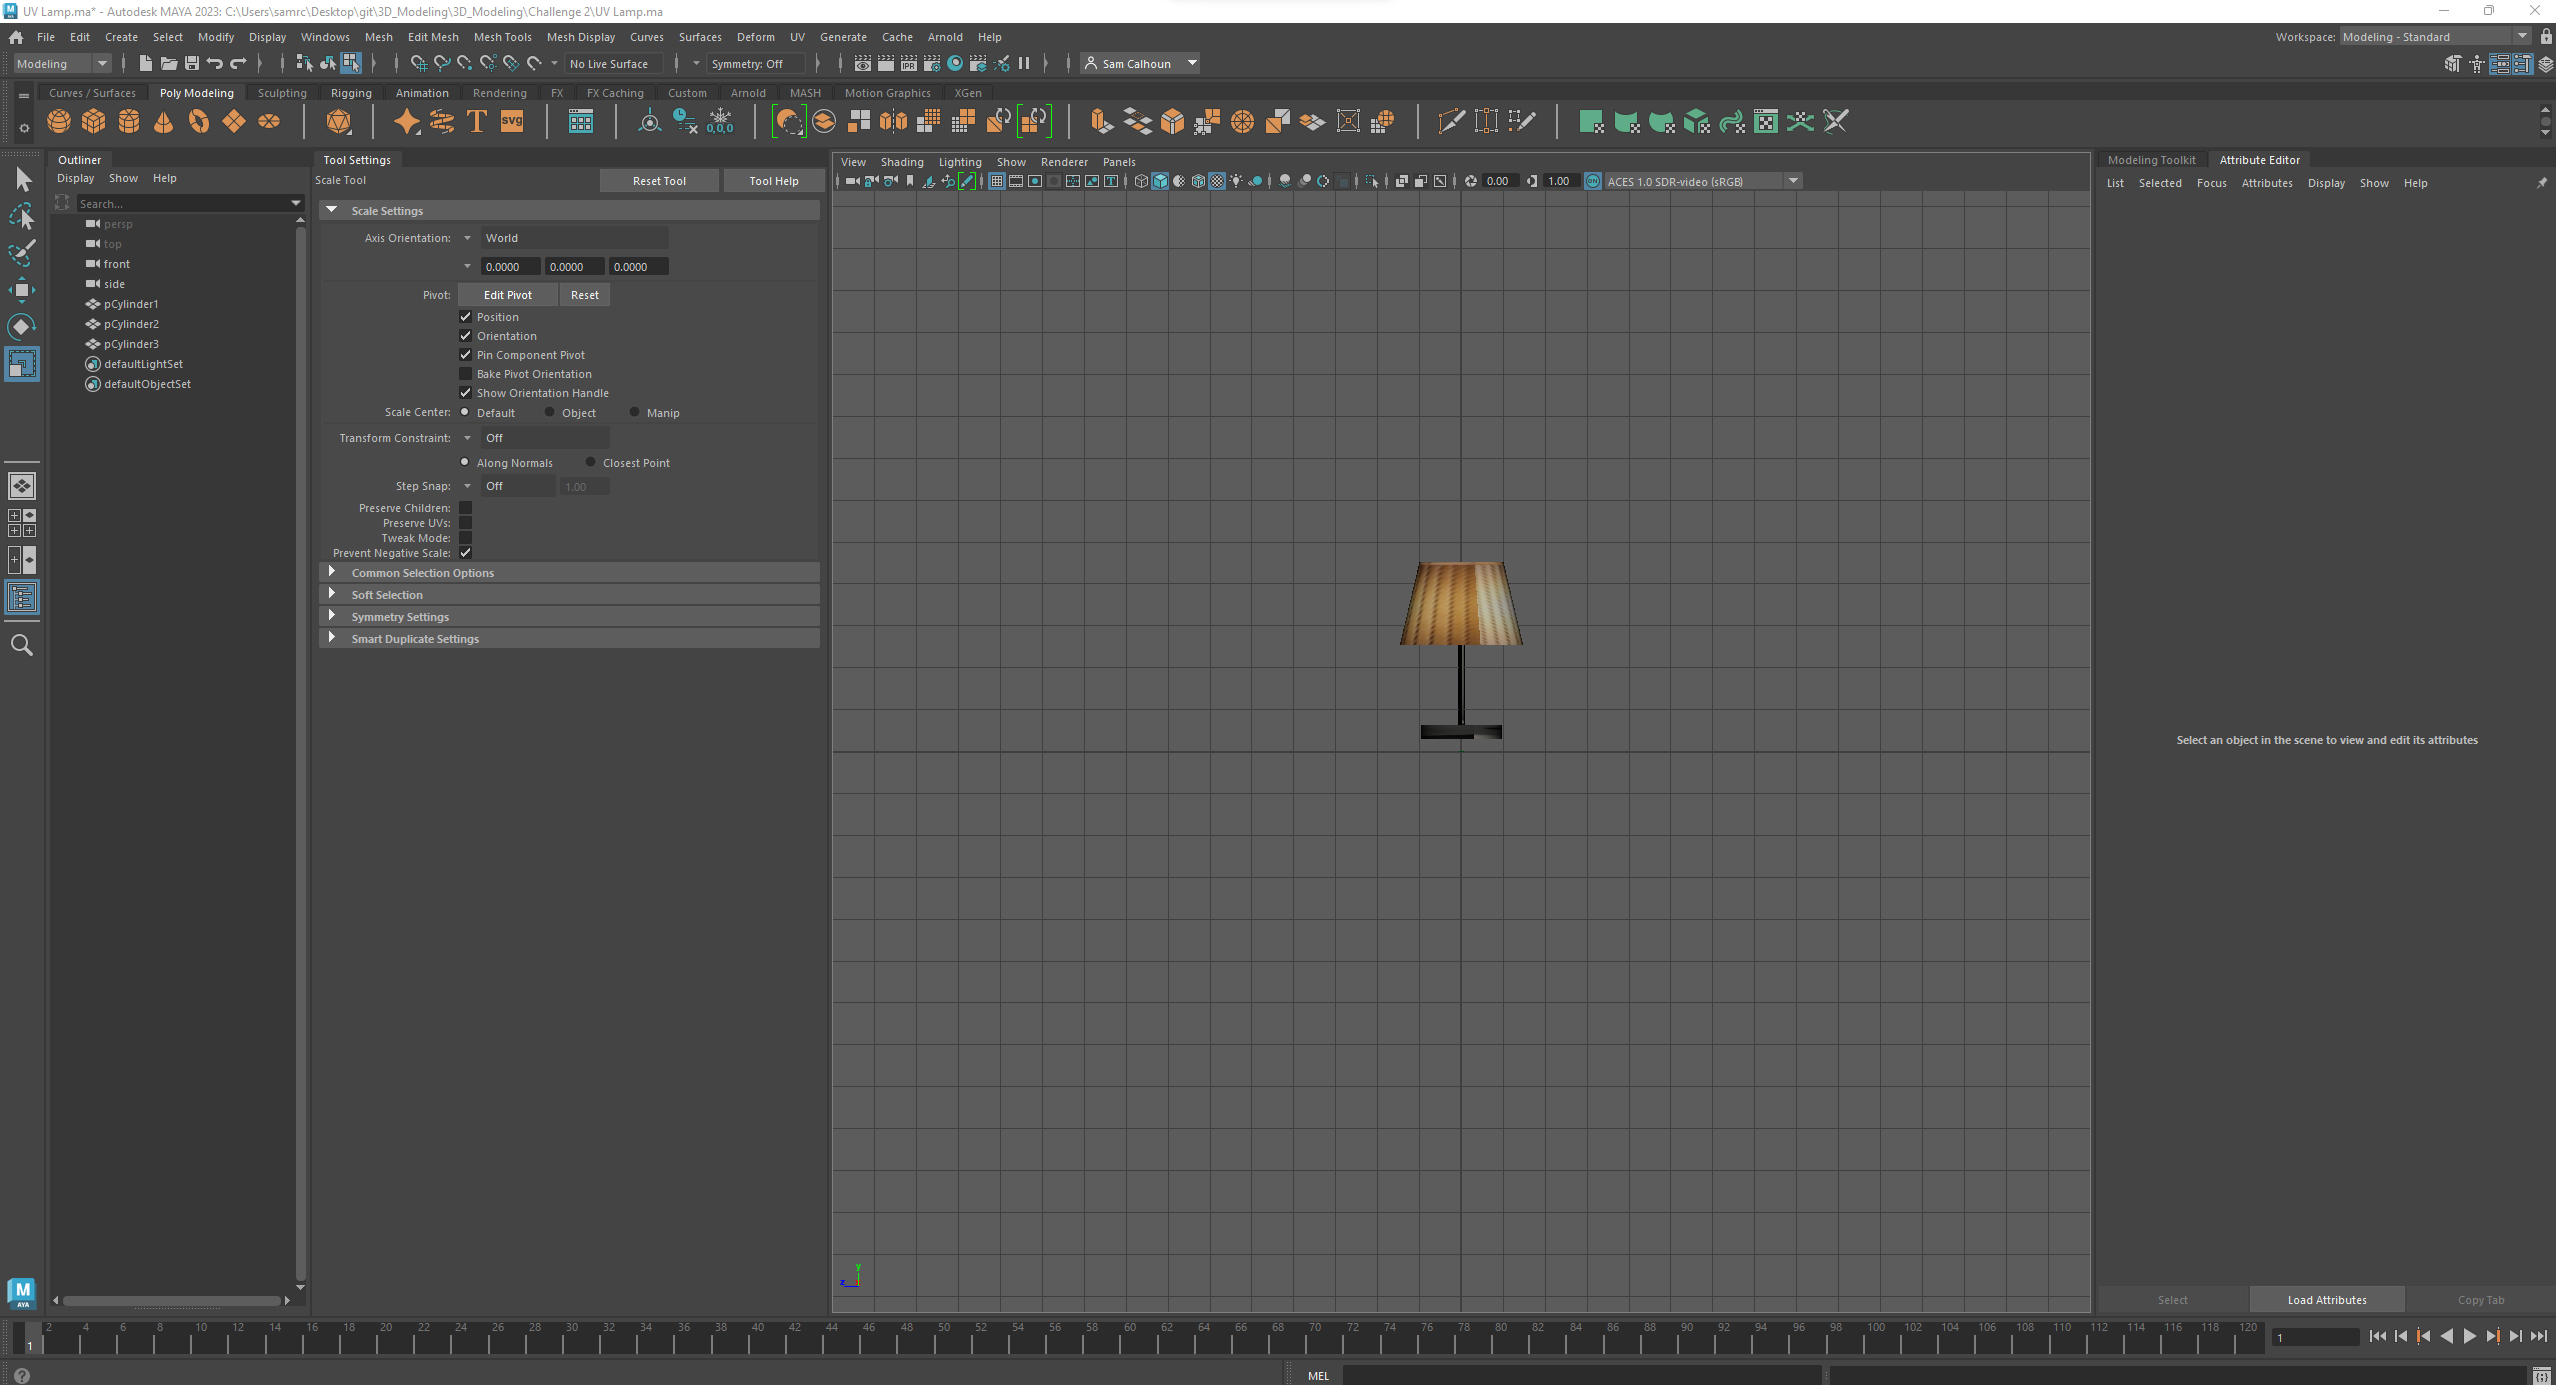 UV Lamp.ma* - Autodesk MAYA 2023: C:\Users\samrc\Desktop\git\3D_Modeling\3D_Modeling\Challenge 2\UV Lamp.ma
File Edit Create Select Modify Display Windows Mesh Edit Mesh Mesh Tools Mesh Display Curves Surfaces Deform UV Generate Cache Arnold Help
Workspace: Modeling - Standard
Modeling No Live Surface Symmetry: Off IPR Sam Calhoun
Curves / Surfaces Poly Modeling Sculpting Rigging Animation Rendering FX FX Caching Custom Arnold MASH Motion Graphics XGen
T svg 0,0,0
Outliner
Display Show Help
Search...
persp
top
front
side
pCylinder1
pCylinder2
pCylinder3
defaultLightSet
defaultObjectSet
Tool Settings
Scale Tool Reset Tool Tool Help
Scale Settings
Axis Orientation: World
0.0000 0.0000 0.0000
Pivot: Edit Pivot Reset
Position
Orientation
Pin Component Pivot
Bake Pivot Orientation
Show Orientation Handle
Scale Center: Default Object Manip
Transform Constraint: Off
Along Normals Closest Point
Step Snap: Off 1.00
Preserve Children:
Preserve UVs:
Tweak Mode:
Prevent Negative Scale:
Common Selection Options
Soft Selection
Symmetry Settings
Smart Duplicate Settings
View Shading Lighting Show Renderer Panels
0.00 1.00 ON ACES 1.0 SDR-video (sRGB)
y
z
Modeling Toolkit Attribute Editor
List Selected Focus Attributes Display Show Help
Select an object in the scene to view and edit its attributes
Select Load Attributes Copy Tab
M
AYA
2 4 6 8 10 12 14 16 18 20 22 24 26 28 30 32 34 36 38 40 42 44 46 48 50 52 54 56 58 60 62 64 66 68 70 72 74 76 78 80 82 84 86 88 90 92 94 96 98 100 102 104 106 108 110 112 114 116 118 120
1 1
MEL